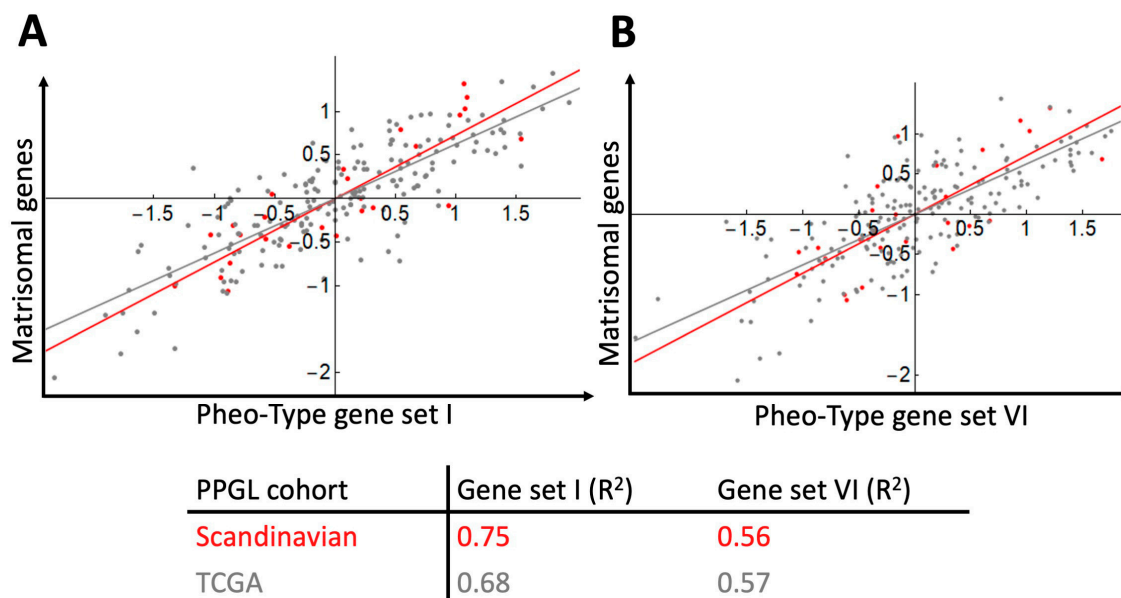 A
Matrisomal genes
1
0.5
−1.5
−1
−0.5
0.5
1
1.5
−0.5
−1
−2
Pheo-Type gene set I
B
Matrisomal genes
1
0.5
−1.5
−1
−0.5
0.5
1
1.5
−0.5
−1
−2
Pheo-Type gene set VI
PPGL cohort Gene set I (R²) Gene set VI (R²)
Scandinavian 0.75 0.56
TCGA 0.68 0.57